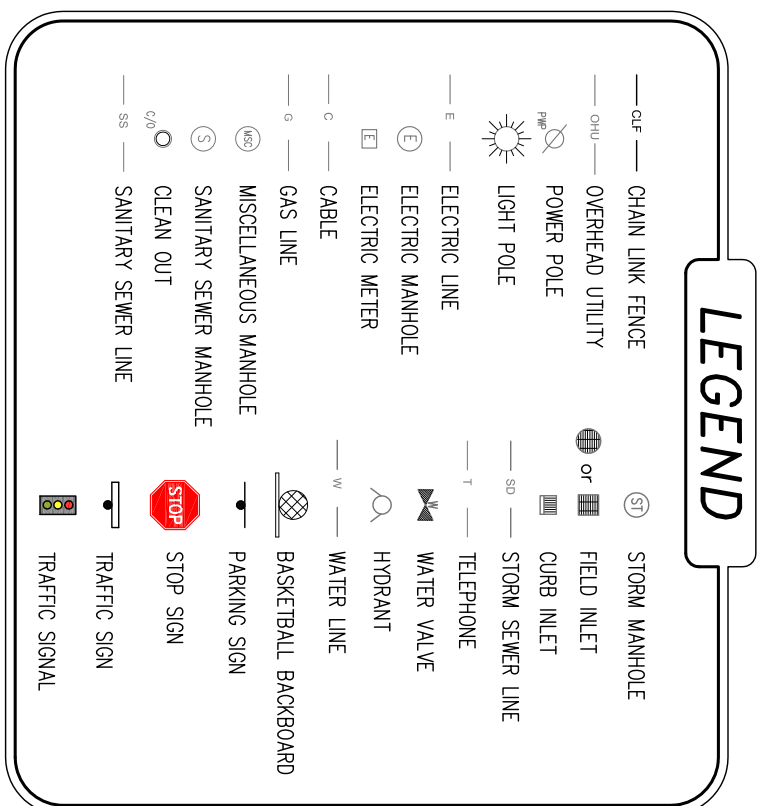 LEGEND
CLF CHAIN LINK FENCE
OHU OVERHEAD UTILITY
PWP POWER POLE
LIGHT POLE
E ELECTRIC LINE
E ELECTRIC MANHOLE
E ELECTRIC METER
C CABLE
G GAS LINE
MSC MISCELLANEOUS MANHOLE
S SANITARY SEWER MANHOLE
C/O CLEAN OUT
SS SANITARY SEWER LINE
ST STORM MANHOLE
or FIELD INLET
CURB INLET
SD STORM SEWER LINE
T TELEPHONE
W WATER VALVE
HYDRANT
W WATER LINE
BASKETBALL BACKBOARD
PARKING SIGN
STOP STOP SIGN
TRAFFIC SIGN
TRAFFIC SIGNAL